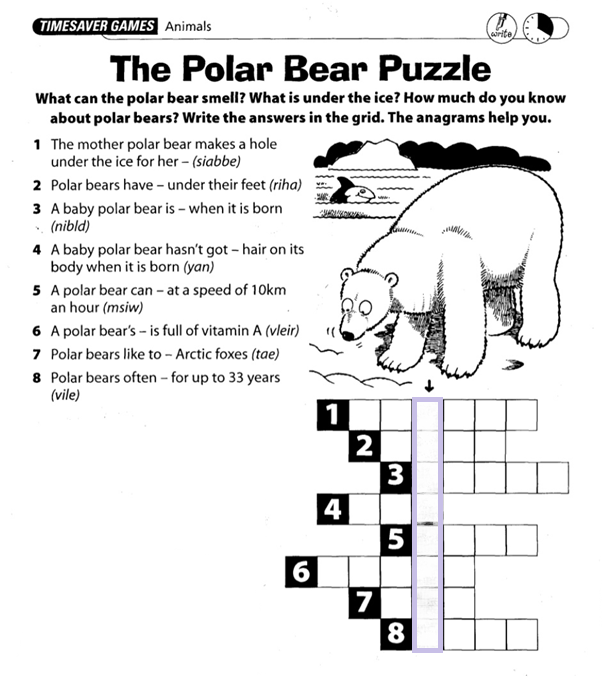 TIMESAVER GAMES Animals
write
The Polar Bear Puzzle
What can the polar bear smell? What is under the ice? How much do you know
about polar bears? Write the answers in the grid. The anagrams help you.
1 The mother polar bear makes a hole
under the ice for her – (siabbe)
2 Polar bears have – under their feet (riha)
3 A baby polar bear is – when it is born
(nibld)
4 A baby polar bear hasn't got – hair on its
body when it is born (yan)
5 A polar bear can – at a speed of 10km
an hour (msiw)
6 A polar bear's – is full of vitamin A (vleir)
7 Polar bears like to – Arctic foxes (tae)
8 Polar bears often – for up to 33 years
(vile)
1
2
3
4
5
6
7
8